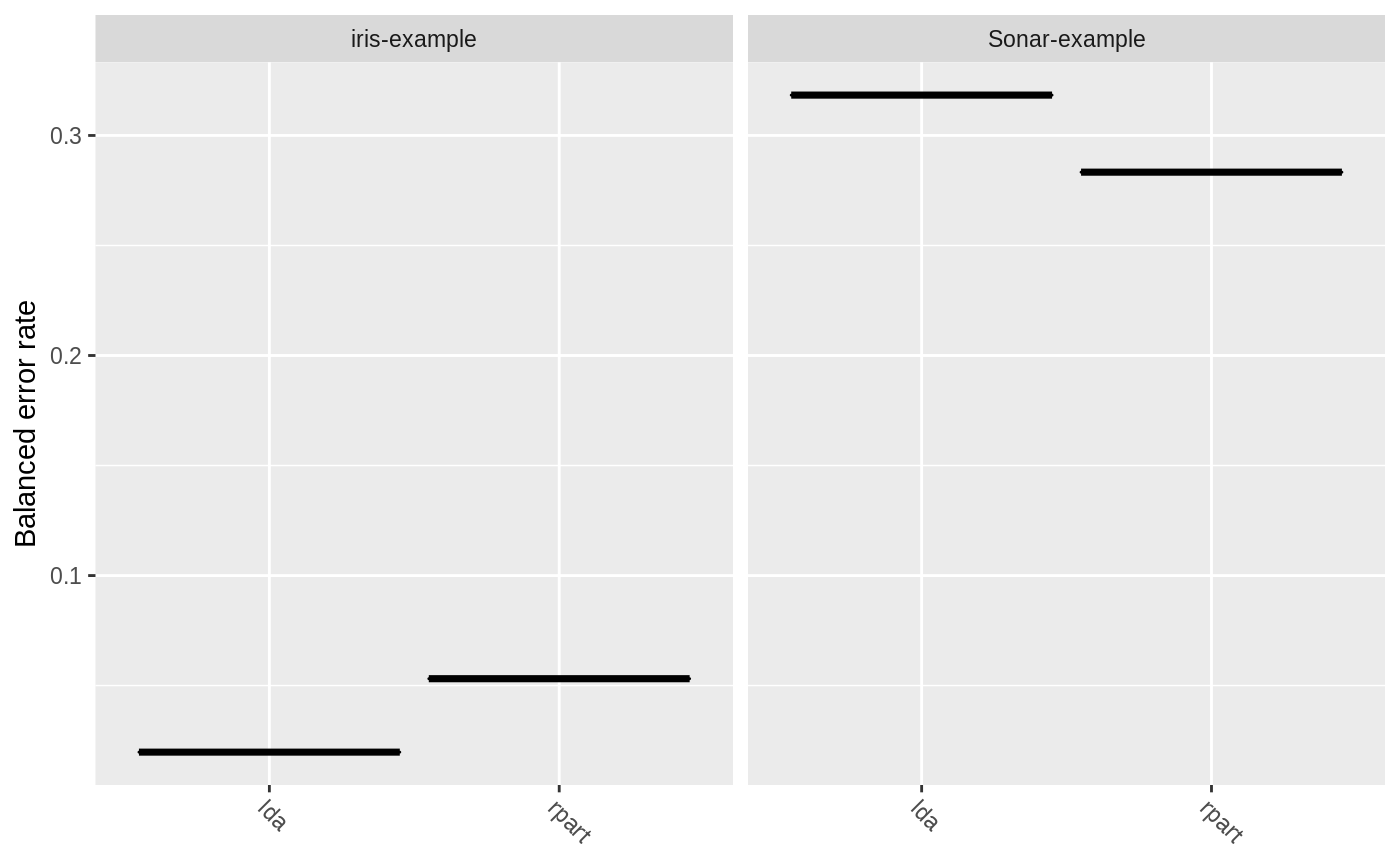 iris-example
Sonar-example
Balanced error rate
0.3
0.2
0.1
lda
rpart
lda
rpart